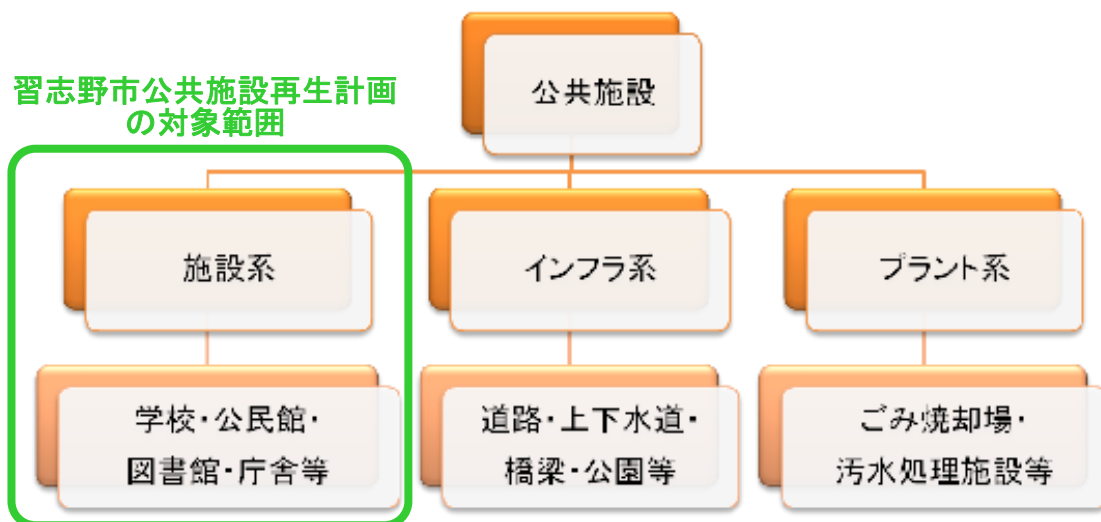 公共施設
習志野市公共施設再生計画
の対象範囲
施設系
インフラ系
プラント系
学校・公民館・
図書館・庁舎等
道路・上下水道・
橋梁・公園等
ごみ焼却場・
汚水処理施設等